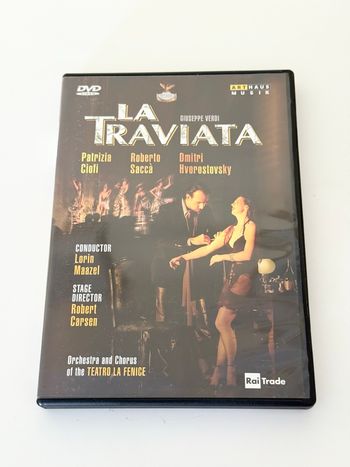 DVD
VIDEO
ARTHAUS
MUSIK
LA
GIUSEPPE VERDI
TRAVIATA
Patrizia
Ciofi
Roberto
Saccà
Dmitri
Hvorostovsky
CONDUCTOR
Lorin
Maazel
STAGE
DIRECTOR
Robert
Carsen
Orchestra and Chorus
of the TEATRO LA FENICE
Rai Trade